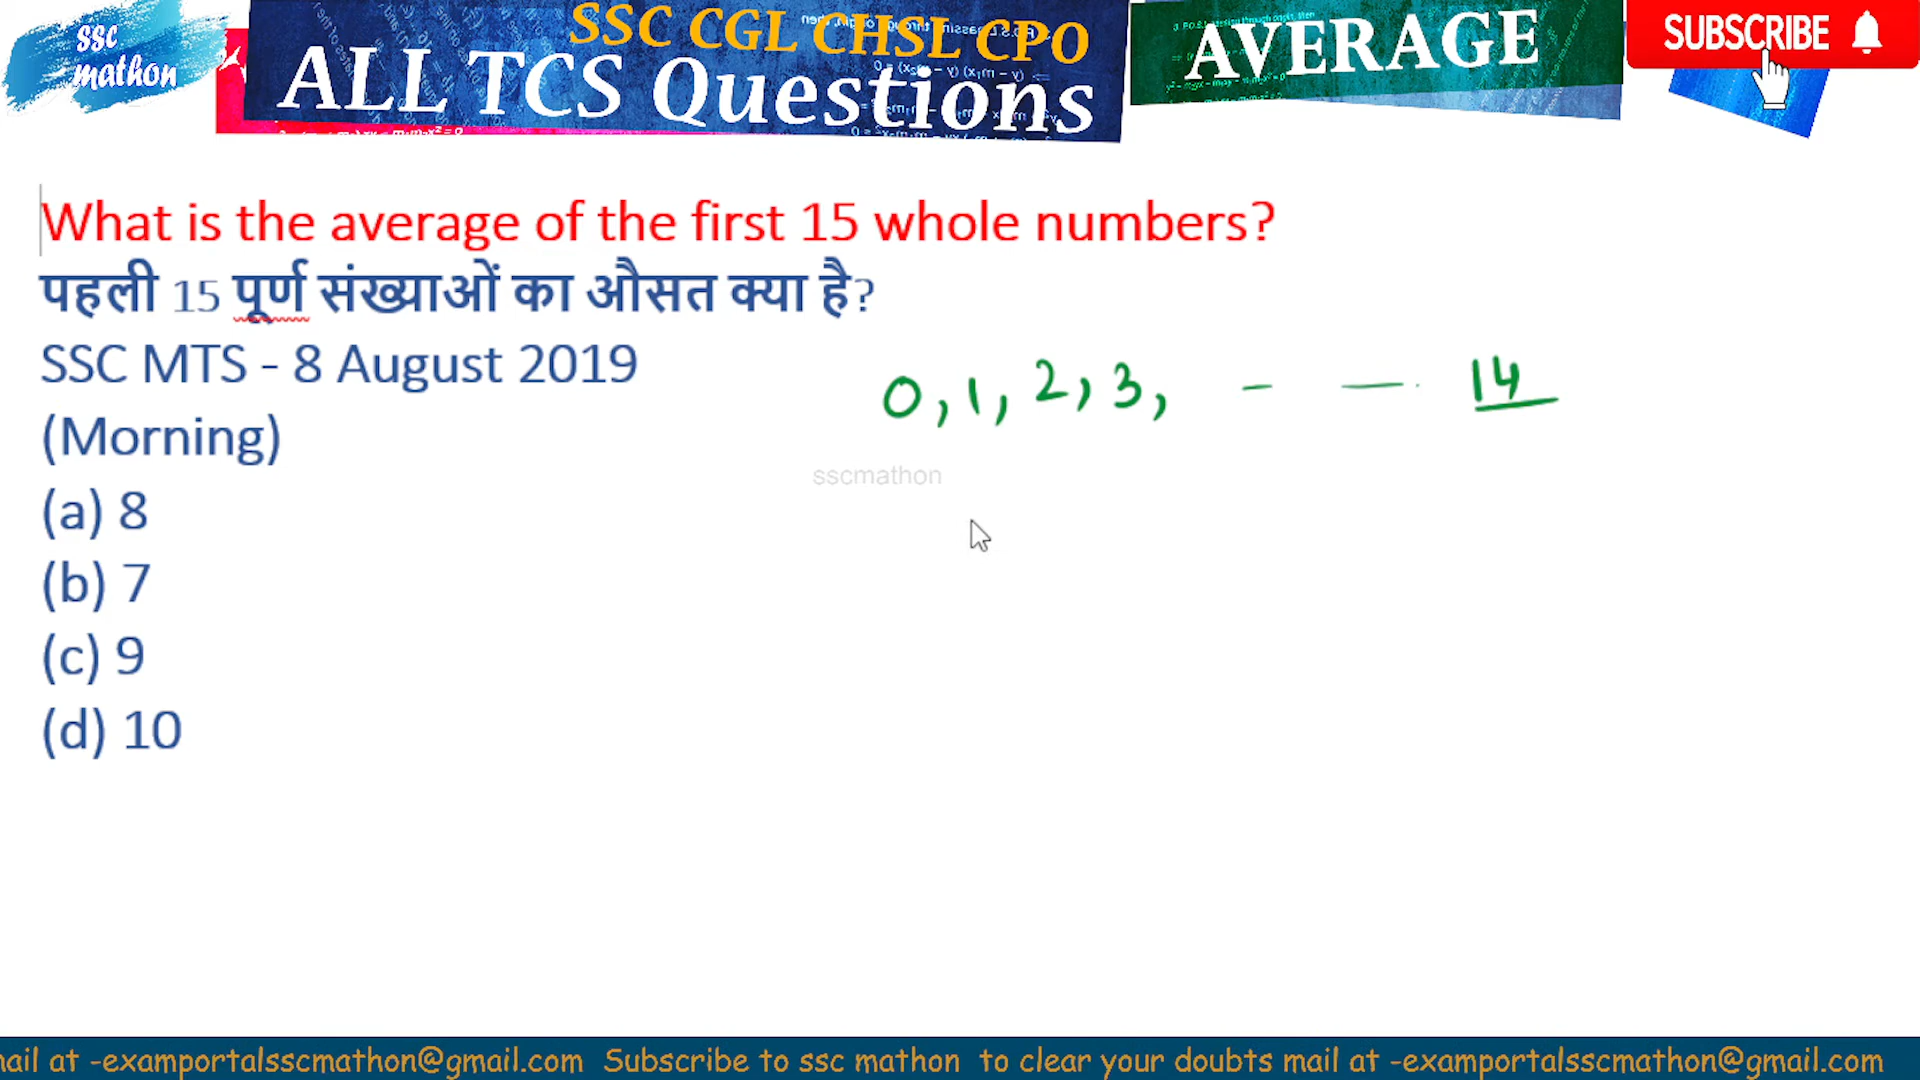 ssc
mathon
SSC CGL CHSL CPO
ALL TCS Questions
AVERAGE
SUBSCRIBE
What is the average of the first 15 whole numbers?
पहली 15 पूर्ण संख्याओं का औसत क्या है?
SSC MTS - 8 August 2019
(Morning)
0, 1, 2, 3, - — 14
sscmathon
(a) 8
(b) 7
(c) 9
(d) 10
mail at -examportalsscmathon@gmail.com Subscribe to ssc mathon to clear your doubts mail at -examportalsscmathon@gmail.com